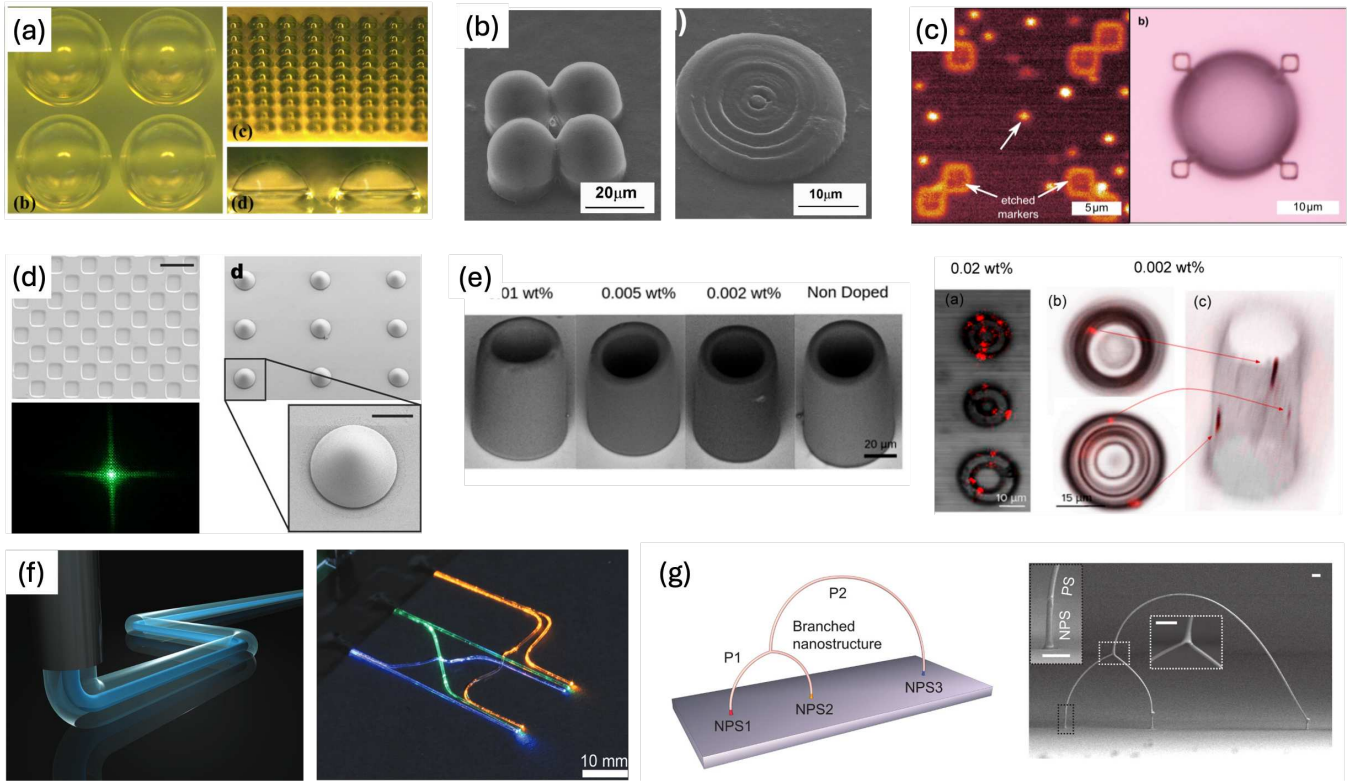 (a)
(b)
(c)
(d)
(b)
)
20µm
10µm
(c)
etched
markers
5µm
b)
10µm
(d)
d
(e)
.01 wt%
0.005 wt%
0.002 wt%
Non Doped
20 µm
0.02 wt%
0.002 wt%
(a)
(b)
(c)
10 µm
15 µm
(f)
10 mm
(g)
P2
Branched
nanostructure
P1
NPS1
NPS2
NPS3
NPS PS